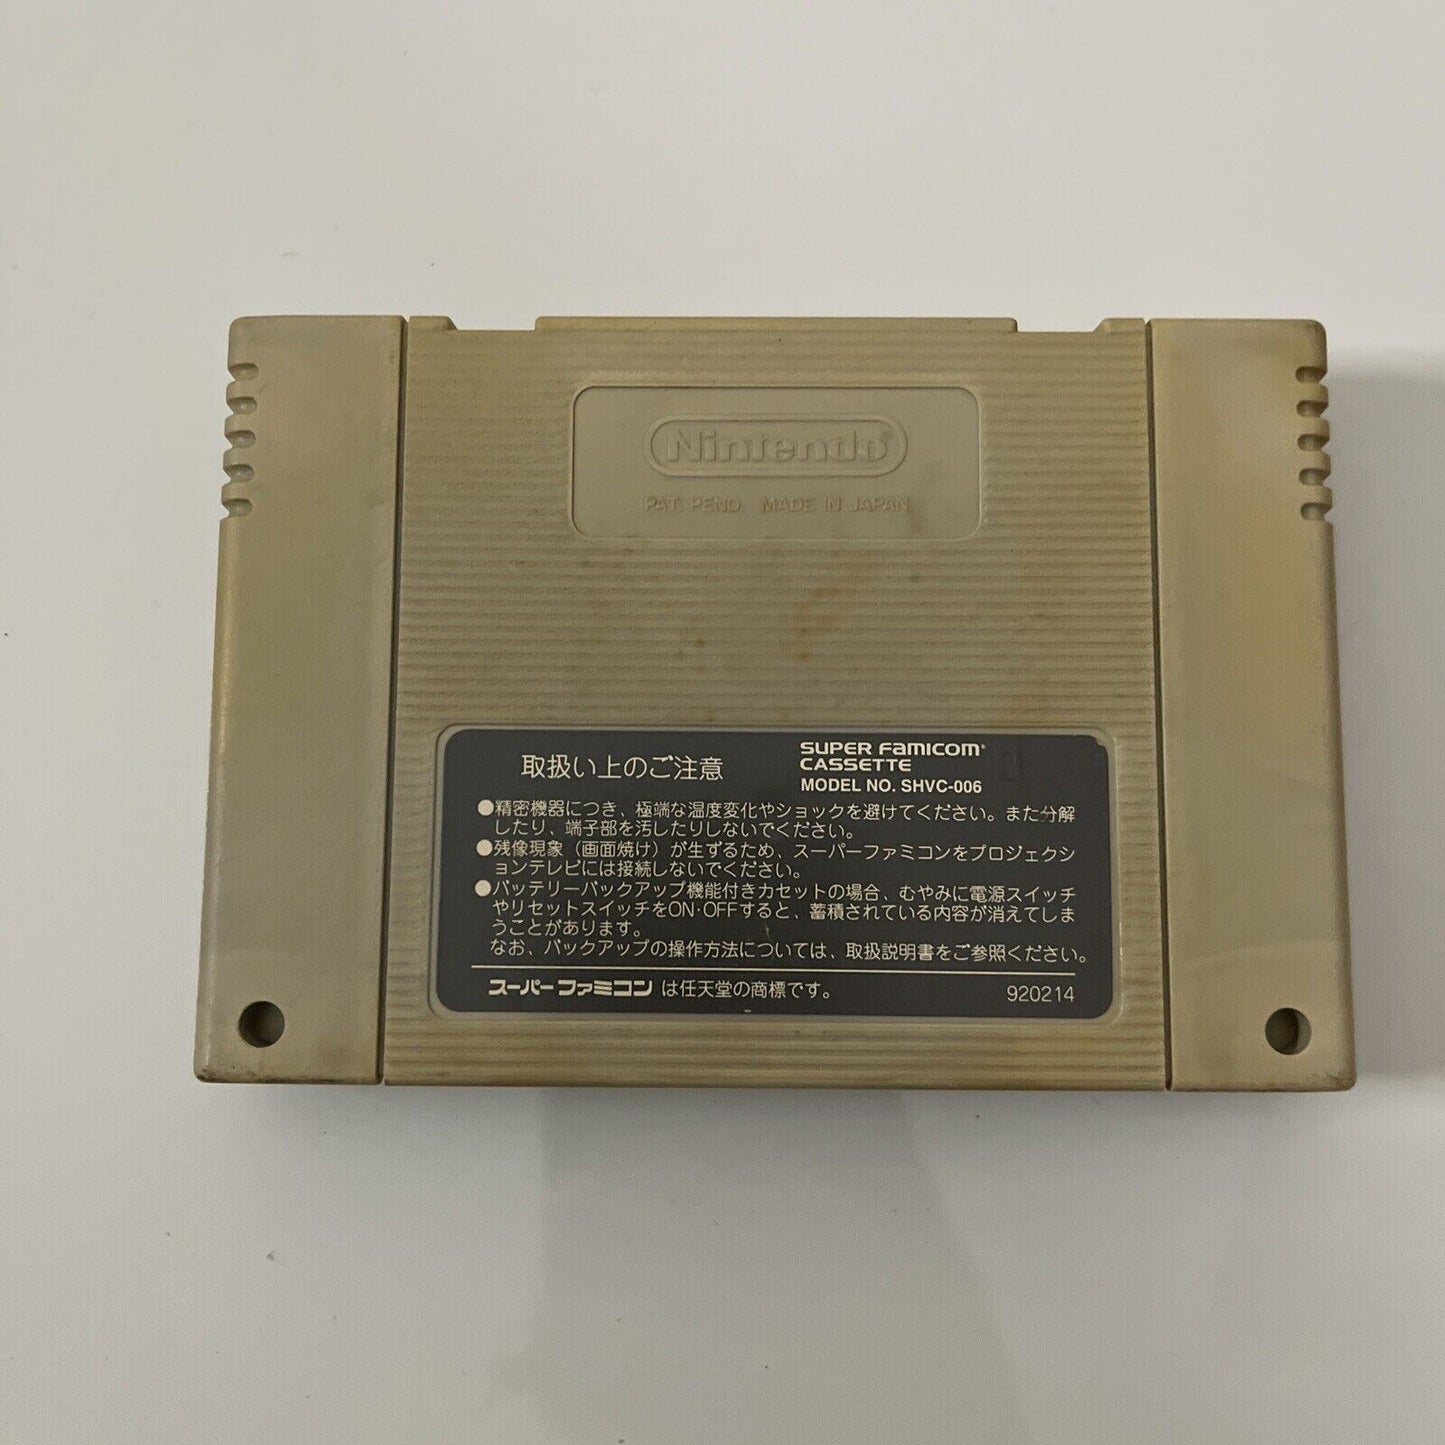 Nintendo®
PAT. PEND. MADE IN JAPAN
取扱い上のご注意
SUPER FAMICOM®
CASSETTE
MODEL NO. SHVC-006
21
●精密機器につき、極端な温度変化やショックを避けてください。また分解
したり、端子部を汚したりしないでください。
●残像現象（画面焼け）が生ずるため、スーパーファミコンをプロジェクシ
ョンテレビには接続しないでください。
●バッテリーバックアップ機能付きカセットの場合、むやみに電源スイッチ
やリセットスイッチをON·OFFすると、蓄積されている内容が消えてしま
うことがあります。
なお、バックアップの操作方法については、取扱説明書をご参照ください。
スーパーファミコン は任天堂の商標です。
920214